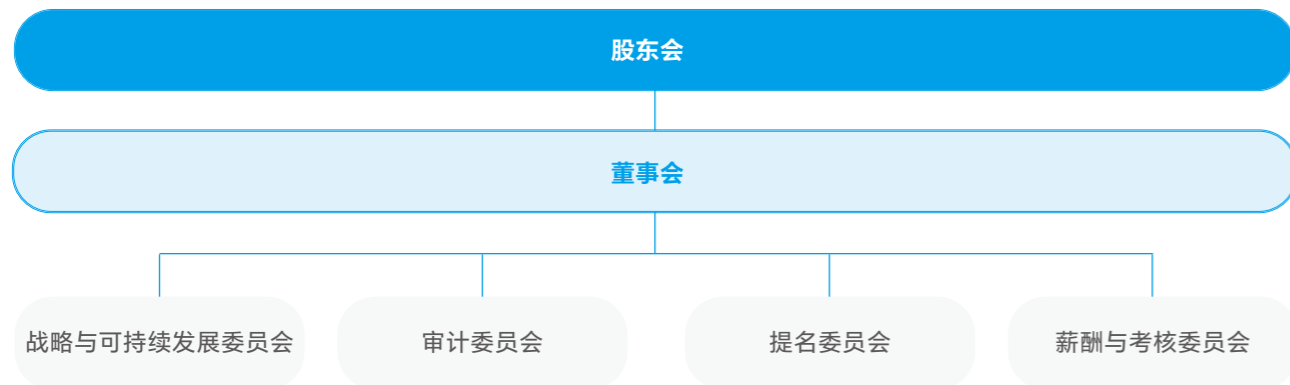 股东会
董事会
战略与可持续发展委员会
审计委员会
提名委员会
薪酬与考核委员会